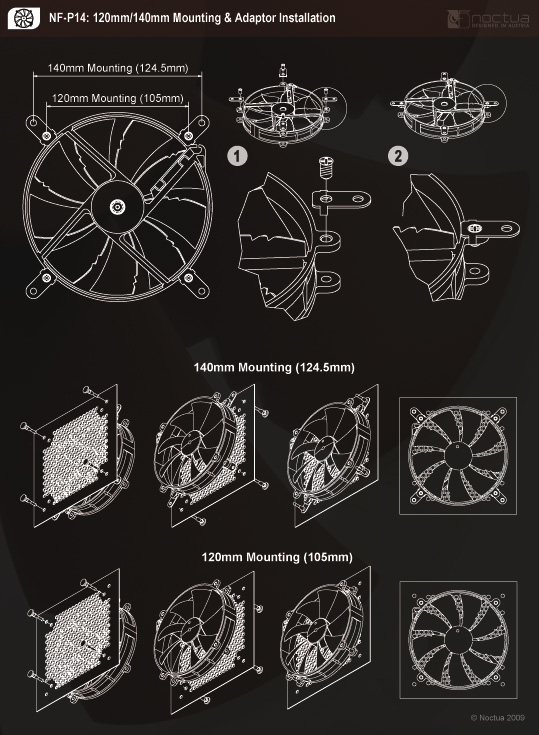 NF-P14: 120mm/140mm Mounting & Adaptor Installation
noctua
DESIGNED IN AUSTRIA
140mm Mounting (124.5mm)
120mm Mounting (105mm)
1
2
140mm Mounting (124.5mm)
120mm Mounting (105mm)
© Noctua 2009